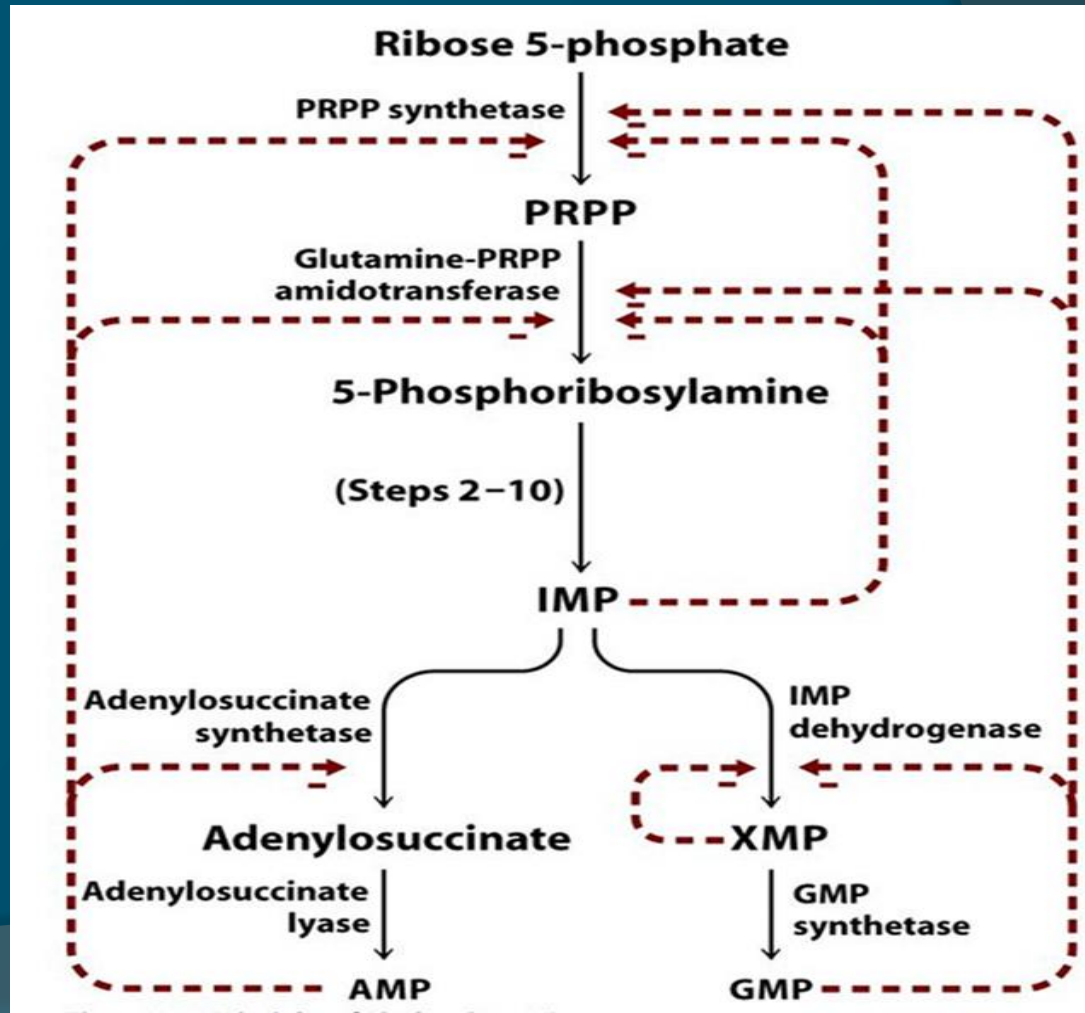 Ribose 5-phosphate
PRPP synthetase
PRPP
Glutamine-PRPP
amidotransferase
5-Phosphoribosylamine
(Steps 2–10)
IMP
Adenylosuccinate
synthetase
IMP
dehydrogenase
Adenylosuccinate
XMP
Adenylosuccinate
lyase
GMP
synthetase
AMP
GMP